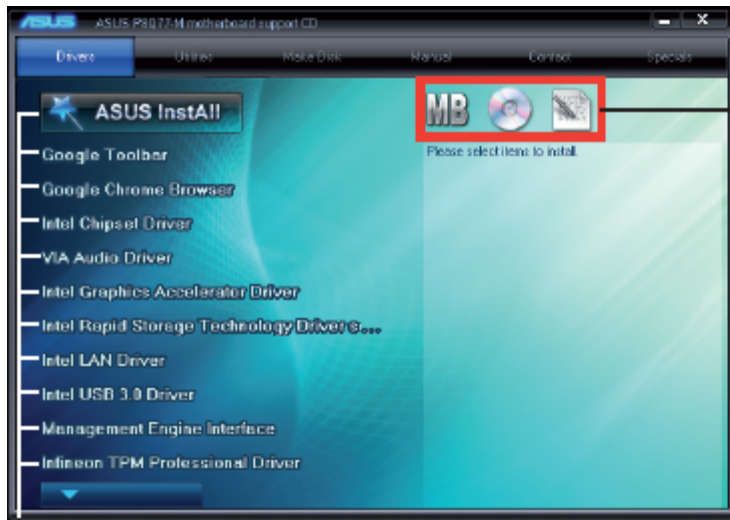 ASUS ASUS P8Q77-M motherboard support CD
Drivers Utilities Make Disk Manual Contact Specials
ASUS InstAll
MB
Please select items to install.
Google Toolbar
Google Chrome Browser
Intel Chipset Driver
VIA Audio Driver
Intel Graphics Accelerator Driver
Intel Rapid Storage Technology Driver s...
Intel LAN Driver
Intel USB 3.0 Driver
Management Engine Interface
Infineon TPM Professional Driver